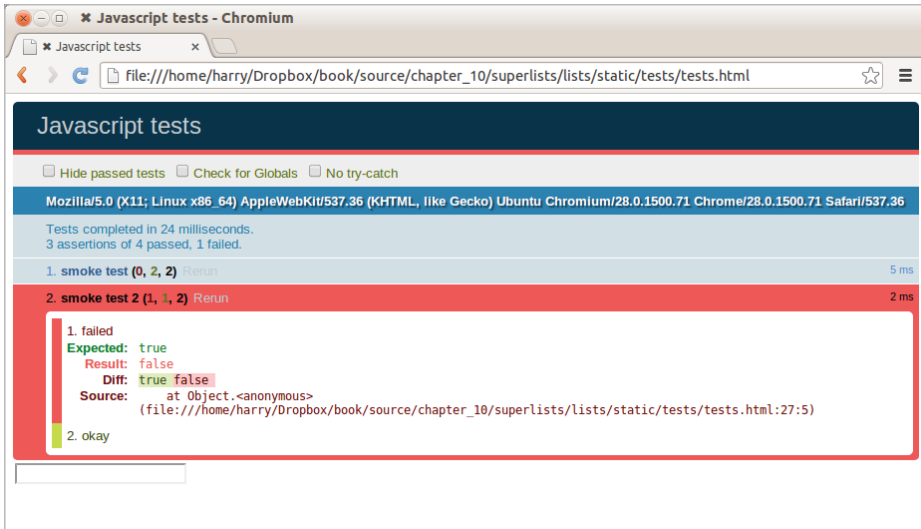 ✖ Javascript tests - Chromium
✖ Javascript tests
file:///home/harry/Dropbox/book/source/chapter_10/superlists/lists/static/tests/tests.html
Javascript tests
Hide passed tests Check for Globals No try-catch
Mozilla/5.0 (X11; Linux x86_64) AppleWebKit/537.36 (KHTML, like Gecko) Ubuntu Chromium/28.0.1500.71 Chrome/28.0.1500.71 Safari/537.36
Tests completed in 24 milliseconds.
3 assertions of 4 passed, 1 failed.
1. smoke test (0, 2, 2) Rerun 5 ms
2. smoke test 2 (1, 1, 2) Rerun 2 ms
1. failed
Expected: true
Result: false
Diff: true false
Source: at Object.<anonymous>
(file:///home/harry/Dropbox/book/source/chapter_10/superlists/lists/static/tests/tests.html:27:5)
2. okay